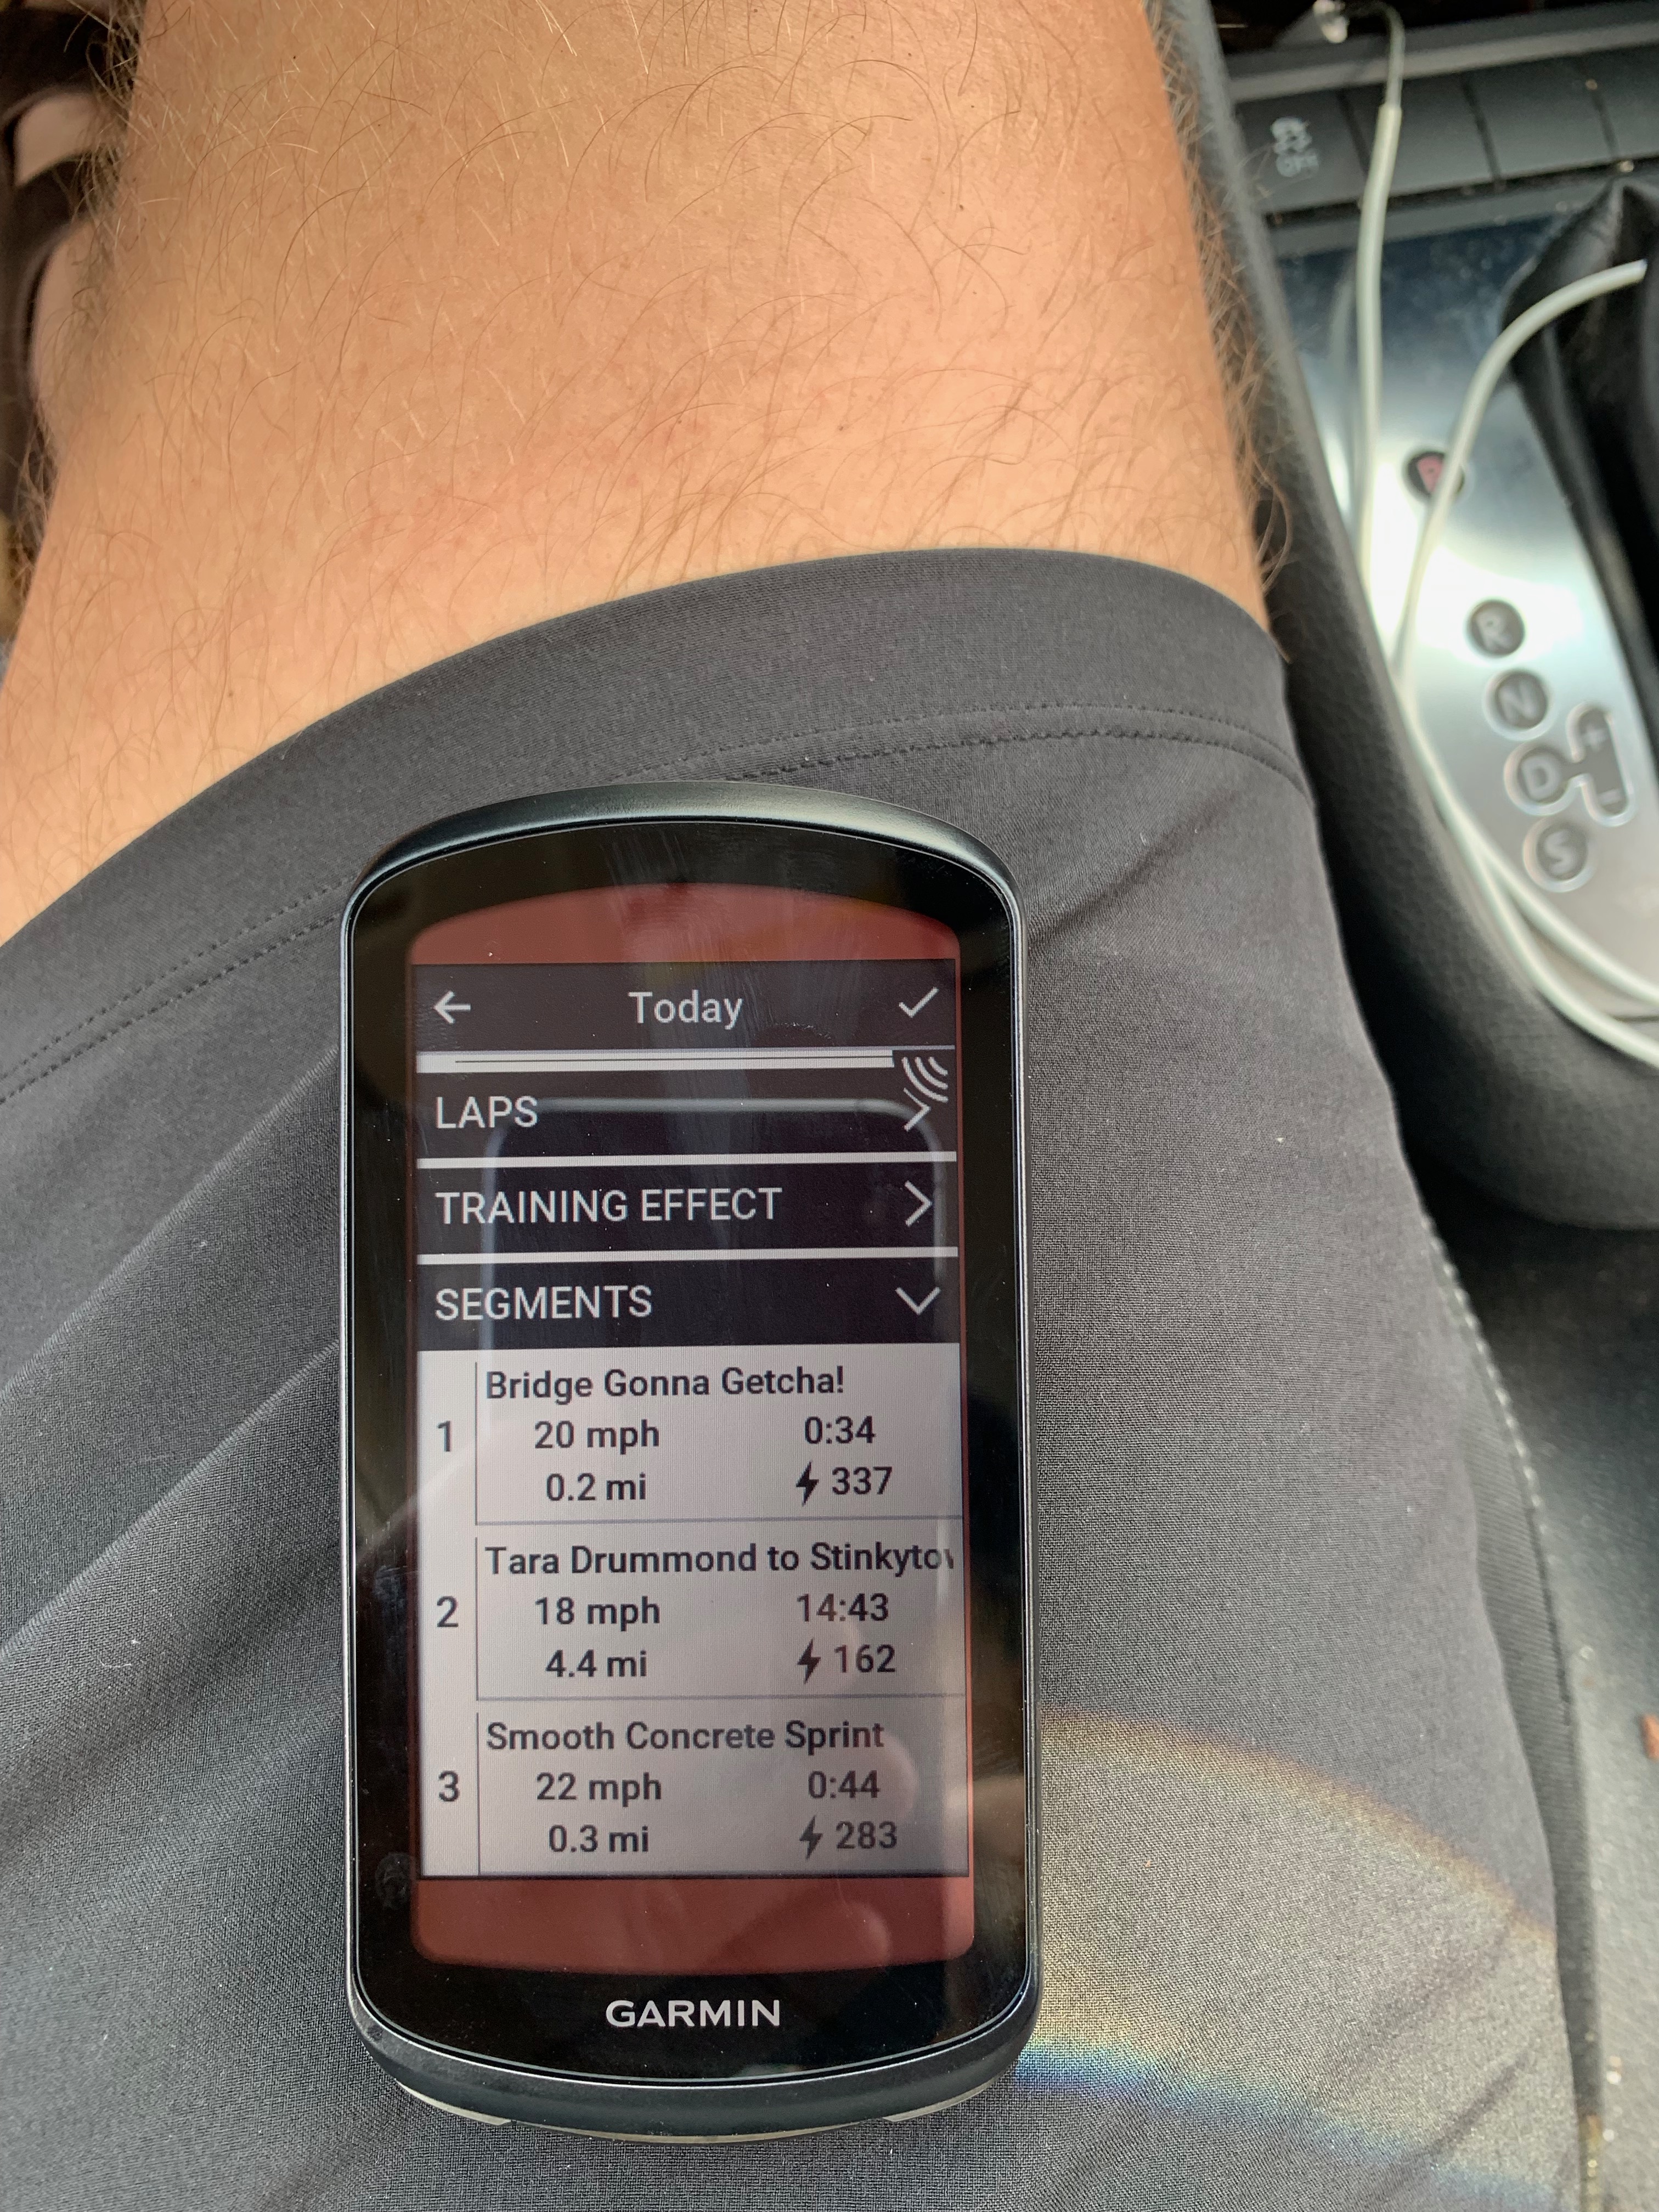 OFF
P
R
N
D
+
-
S
Today
LAPS
TRAINING EFFECT
SEGMENTS
Bridge Gonna Getcha!
1
20 mph 0:34
0.2 mi 337
Tara Drummond to Stinkyto
2
18 mph 14:43
4.4 mi 162
Smooth Concrete Sprint
3
22 mph 0:44
0.3 mi 283
GARMIN